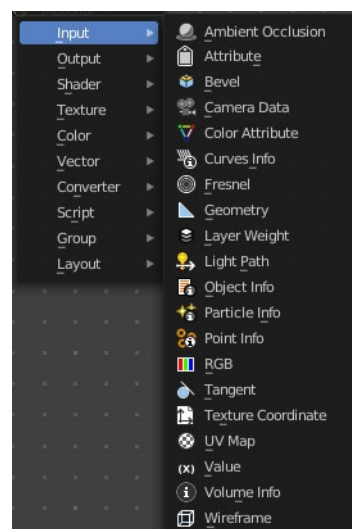 Input
Output
Shader
Texture
Color
Vector
Converter
Script
Group
Layout
Ambient Occlusion
Attribute
Bevel
Camera Data
Color Attribute
Curves Info
Fresnel
Geometry
Layer Weight
Light Path
Object Info
Particle Info
Point Info
RGB
Tangent
Texture Coordinate
UV Map
(x) Value
Volume Info
Wireframe